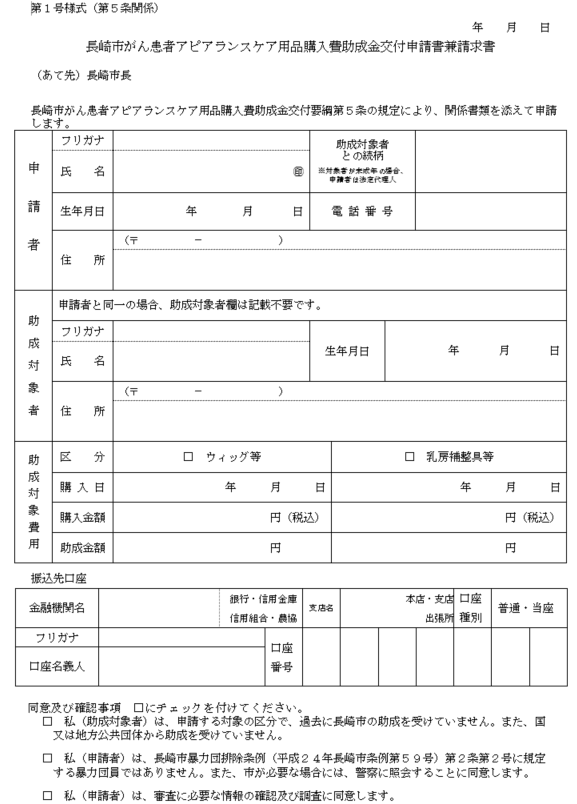 第１号様式（第５条関係）
年　　月　　日
長崎市がん患者アピアランスケア用品購入費助成金交付申請書兼請求書
（あて先）長崎市長
長崎市がん患者アピアランスケア用品購入費助成金交付要綱第５条の規定により、関係書類を添えて申請
します。
申請者
フリガナ
氏　名
㊞
助成対象者
との続柄
※対象者が未成年の場合、
申請者は法定代理人
生年月日
年　　月　　日
電話番号
住　所
（〒　　　－　　　　）
助成対象者
申請者と同一の場合、助成対象者欄は記載不要です。
フリガナ
氏　名
生年月日
年　　月　　日
住　所
（〒　　　－　　　　）
助成対象費用
区　分
□　ウィッグ等
□　乳房補整具等
購入日
年　　月　　日
年　　月　　日
購入金額
円（税込）
円（税込）
助成金額
円
円
振込先口座
金融機関名
銀行・信用金庫
信用組合・農協
支店名
本店・支店
出張所
口座
種別
普通・当座
フリガナ
口座名義人
口座
番号
同意及び確認事項　□にチェックを付けてください。
□　私（助成対象者）は、申請する対象の区分で、過去に長崎市の助成を受けていません。また、国
又は地方公共団体から助成を受けていません。
□　私（申請者）は、長崎市暴力団排除条例（平成２４年長崎市条例第５９号）第２条第２号に規定
する暴力団員ではありません。また、市が必要な場合には、警察に照会することに同意します。
□　私（申請者）は、審査に必要な情報の確認及び調査に同意します。